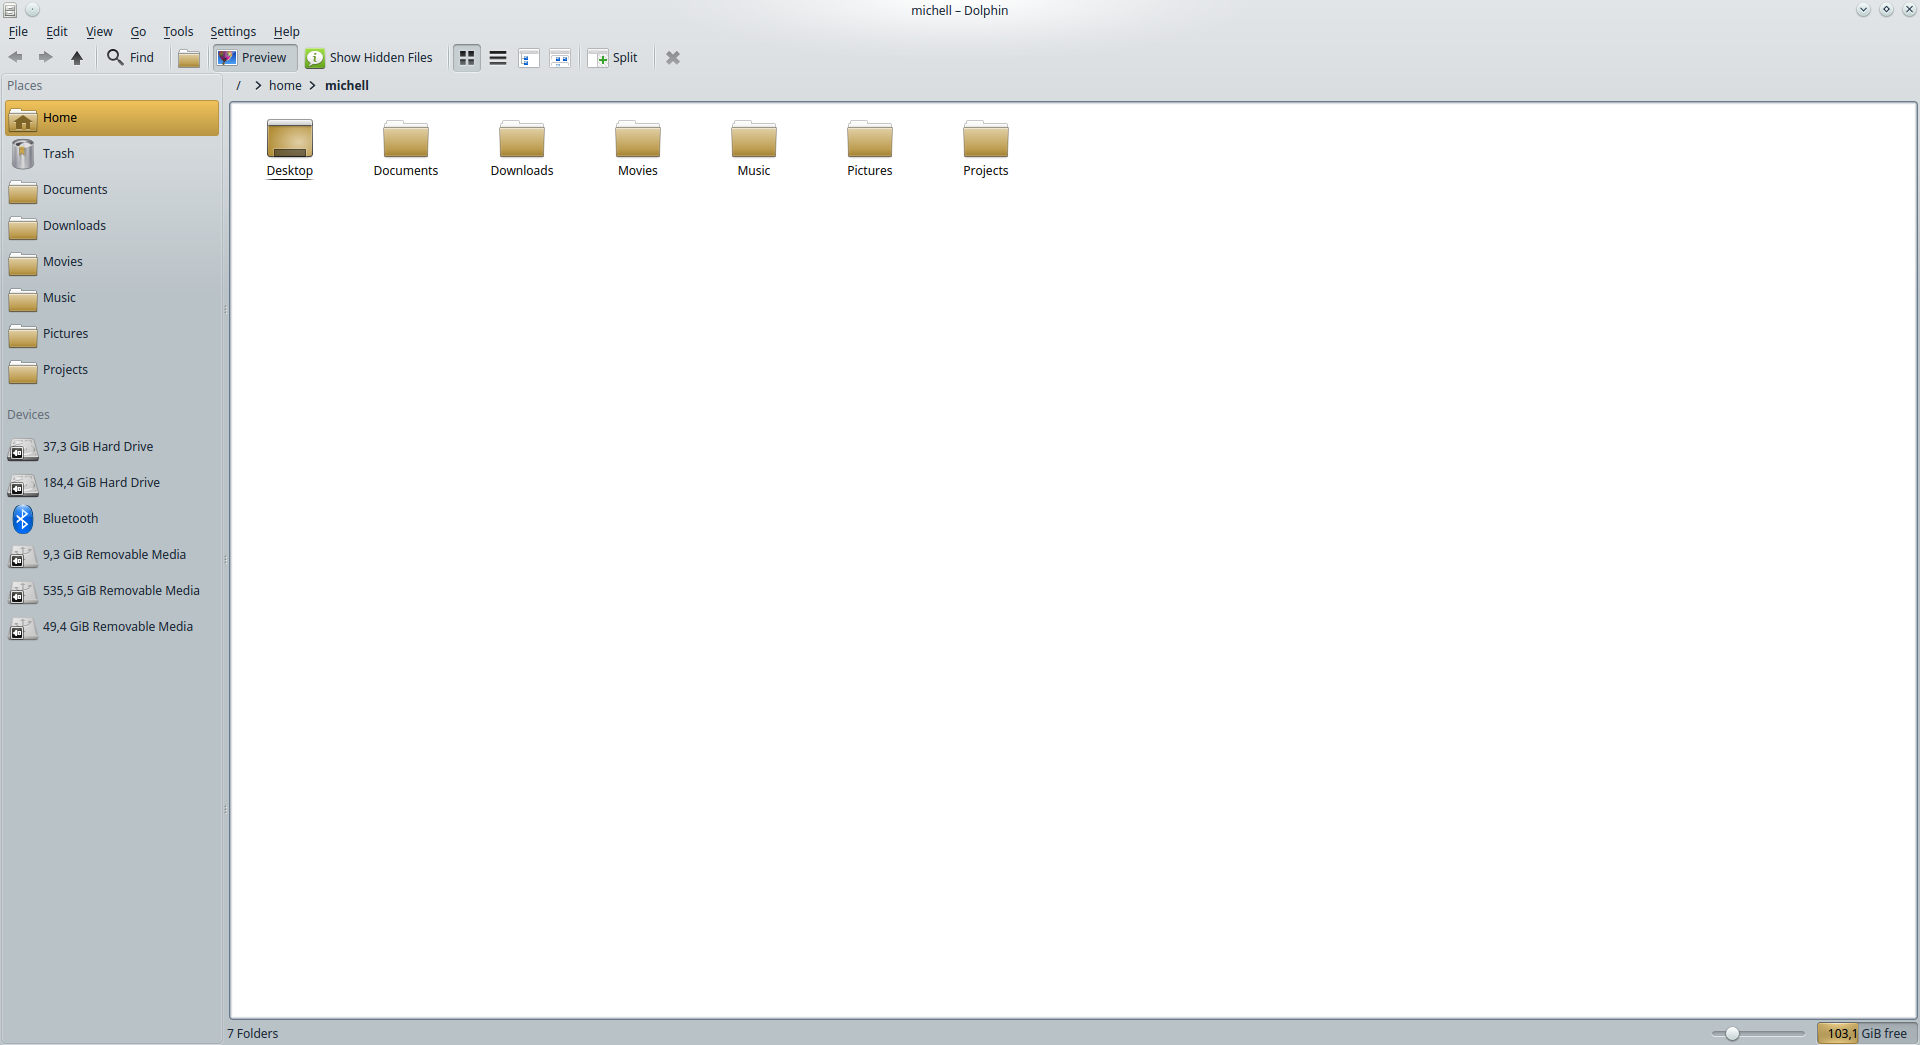 michell – Dolphin
File Edit View Go Tools Settings Help
Find Preview Show Hidden Files Split
Places
/ > home > michell
Home
Trash
Documents
Downloads
Movies
Music
Pictures
Projects
Devices
37,3 GiB Hard Drive
184,4 GiB Hard Drive
Bluetooth
9,3 GiB Removable Media
535,5 GiB Removable Media
49,4 GiB Removable Media
Desktop Documents Downloads Movies Music Pictures Projects
7 Folders
103,1 GiB free